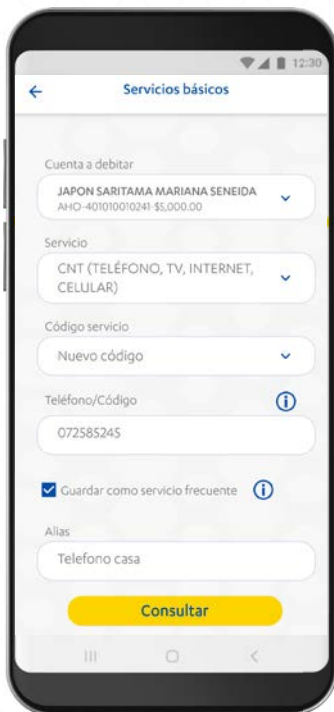 12:30
Servicios básicos
Cuenta a debitar
JAPON SARITAMA MARIANA SENEIDA
AHO-401010010241-$5,000.00
Servicio
CNT (TELÉFONO, TV, INTERNET,
CELULAR)
Código servicio
Nuevo código
Teléfono/Código
072585245
Guardar como servicio frecuente
Alias
Telefono casa
Consultar